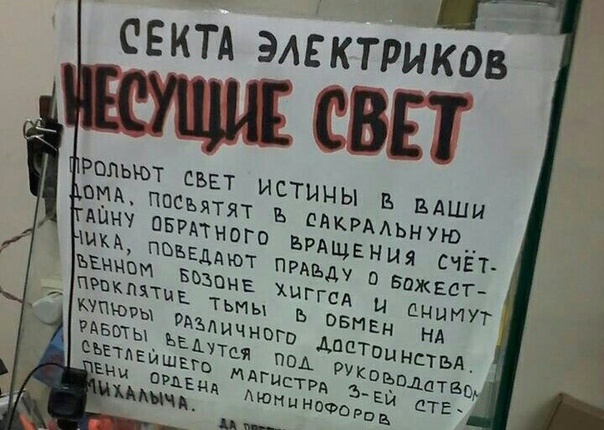 СЕКТА ЭЛЕКТРИКОВ
НЕСУЩИЕ СВЕТ
ПРОЛЬЮТ СВЕТ ИСТИНЫ В ВАШИ
ДОМА, ПОСВЯТЯТ В САКРАЛЬНУЮ
ТАЙНУ ОБРАТНОГО ВРАЩЕНИЯ СЧЁТ-
ЧИКА, ПОВЕДАЮТ ПРАВДУ О БОЖЕСТ-
ВЕННОМ БОЗОНЕ ХИГГСА И СНИМУТ
ПРОКЛЯТИЕ ТЬМЫ В ОБМЕН НА
КУПЮРЫ РАЗЛИЧНОГО ДОСТОИНСТВА.
РАБОТЫ ВЕДУТСЯ ПОД РУКОВОДСТВОМ
СВЕТЛЕЙШЕГО МАГИСТРА 3-ЕЙ СТЕ-
ПЕНИ ОРДЕНА ЛЮМИНОФОРОВ
МИХАЛЫЧА.
ДА